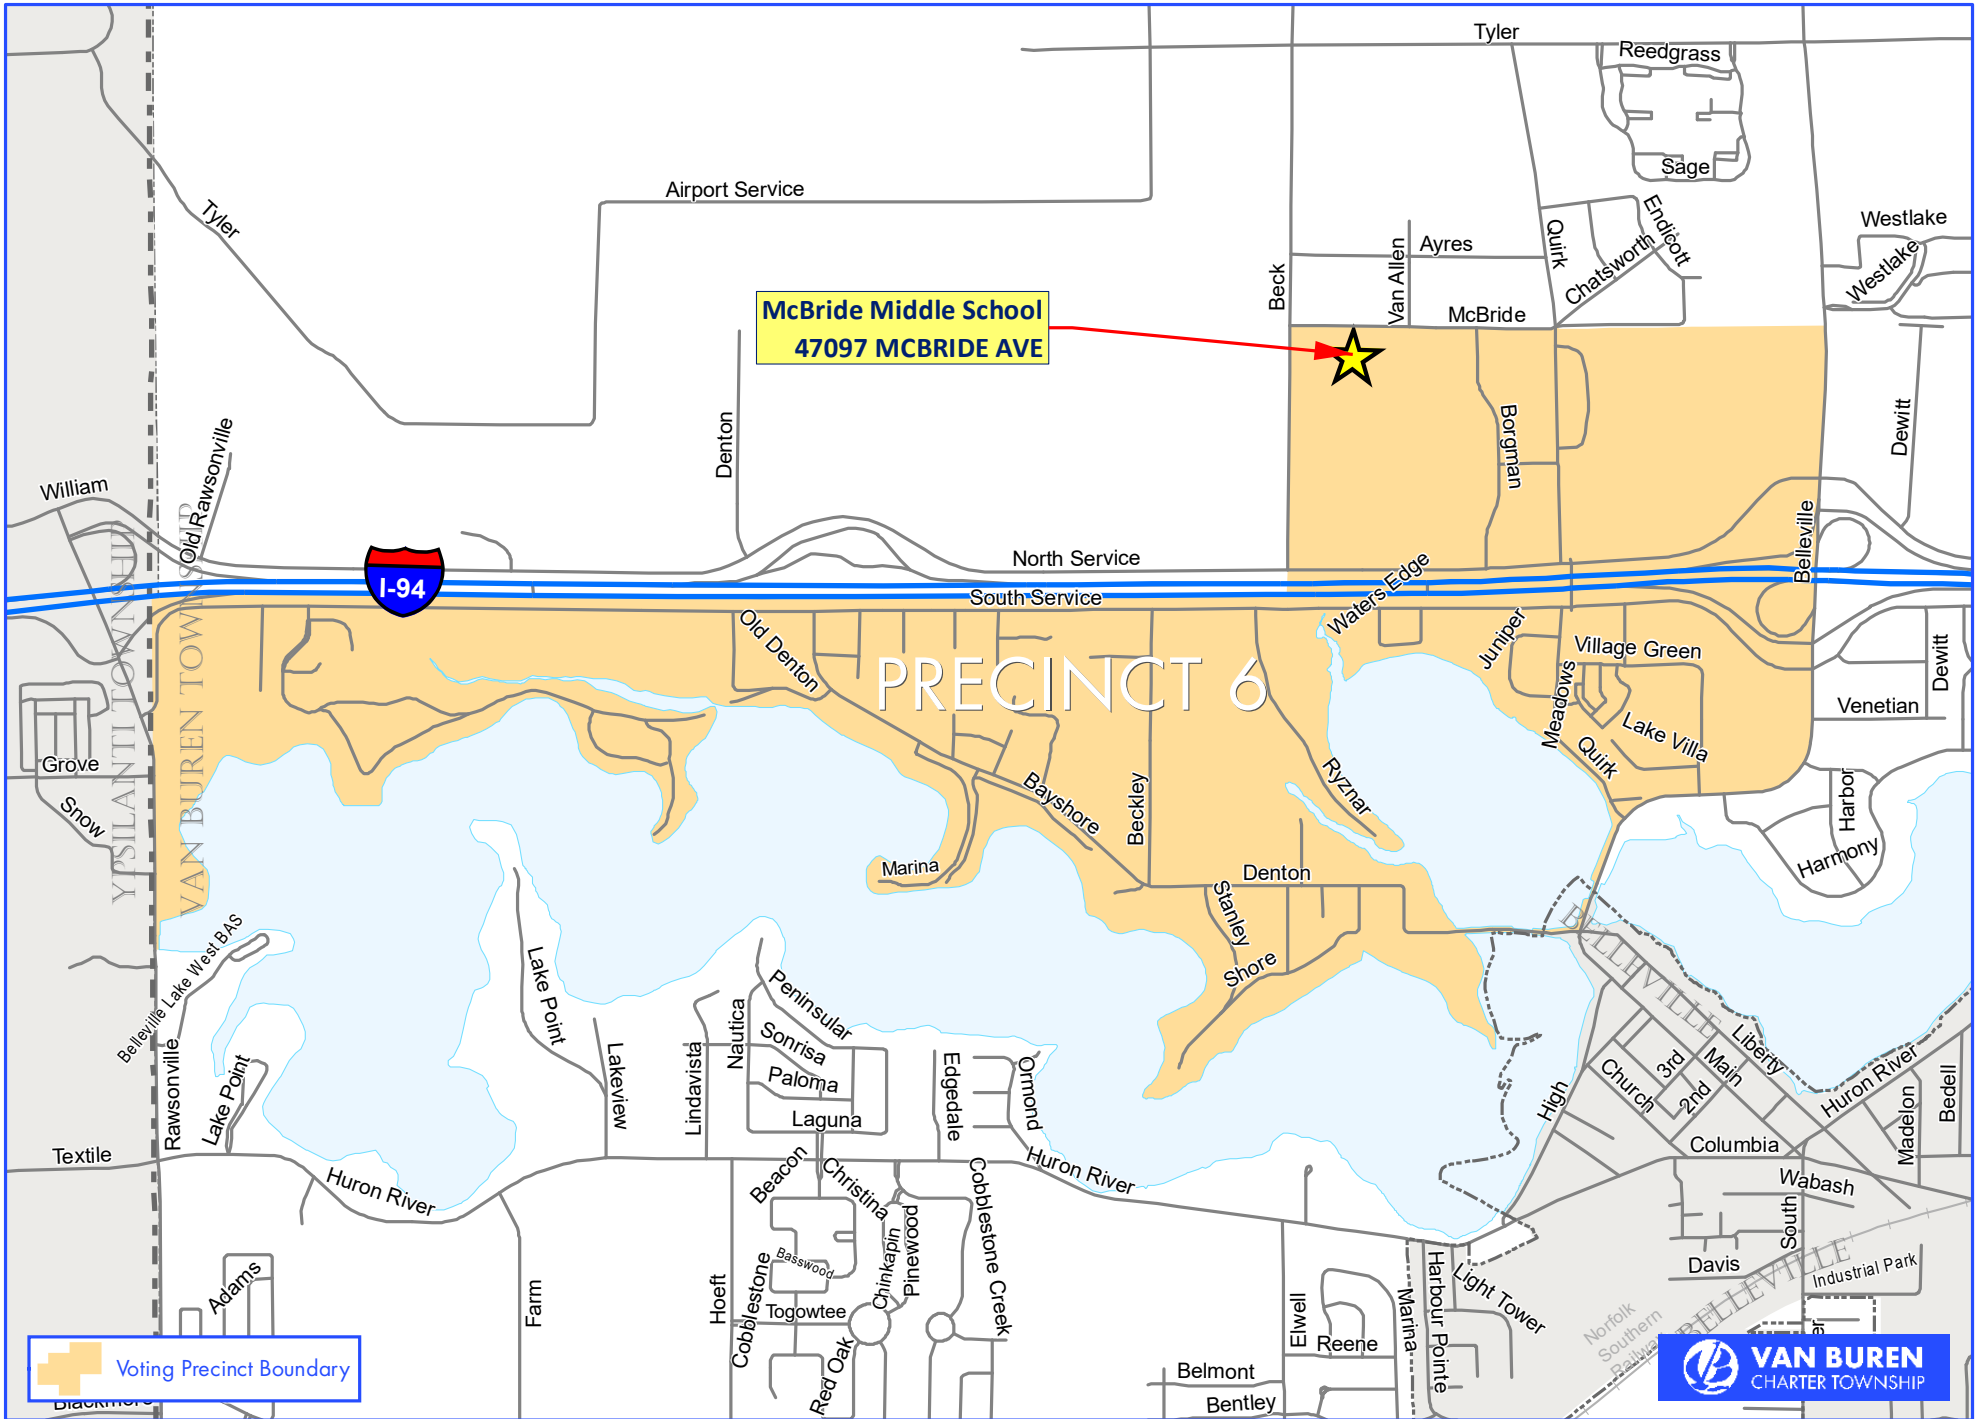 Tyler
Reedgrass
Sage
Airport Service
Tyler
Endicott
Westlake
Westlake
Quirk
Ayres
Van Allen
Chatsworth
Beck
McBride
McBride Middle School
47097 MCBRIDE AVE
Denton
Borgman
Dewitt
Old Rawsonville
William
Belleville
North Service
I-94
South Service
Waters Edge
Old Denton
Juniper
Village Green
Dewitt
PRECINCT 6
Meadows
Venetian
Lake Villa
Quirk
YPSILANTI TOWNSHIP
VAN BUREN TOWNSHIP
Grove
Snow
Bayshore
Beckley
Ryznar
Harbor
Harmony
Marina
Denton
Stanley
Shore
BELLEVILLE
Belleville Lake West BAS
Lake Point
Peninsular
Nautica
Sonrisa
Paloma
Laguna
Lindavista
Lakeview
Edgedale
Ormond
Rawsonville
Lake Point
Liberty
Main
3rd
2nd
Church
High
Huron River
Madelon
Bedell
Columbia
Textile
Huron River
Huron River
Beacon
Christina
Cobblestone Creek
Wabash
South
Chinkapin
Pinewood
Basswood
Adams
Farm
Hoeft
Cobblestone
Togowtee
Red Oak
Elwell
Reene
Marina
Harbour Pointe
Light Tower
Davis
Industrial Park
BELLEVILLE
Norfolk
Southern
Railway
Belmont
Bentley
Voting Precinct Boundary
VAN BUREN
CHARTER TOWNSHIP